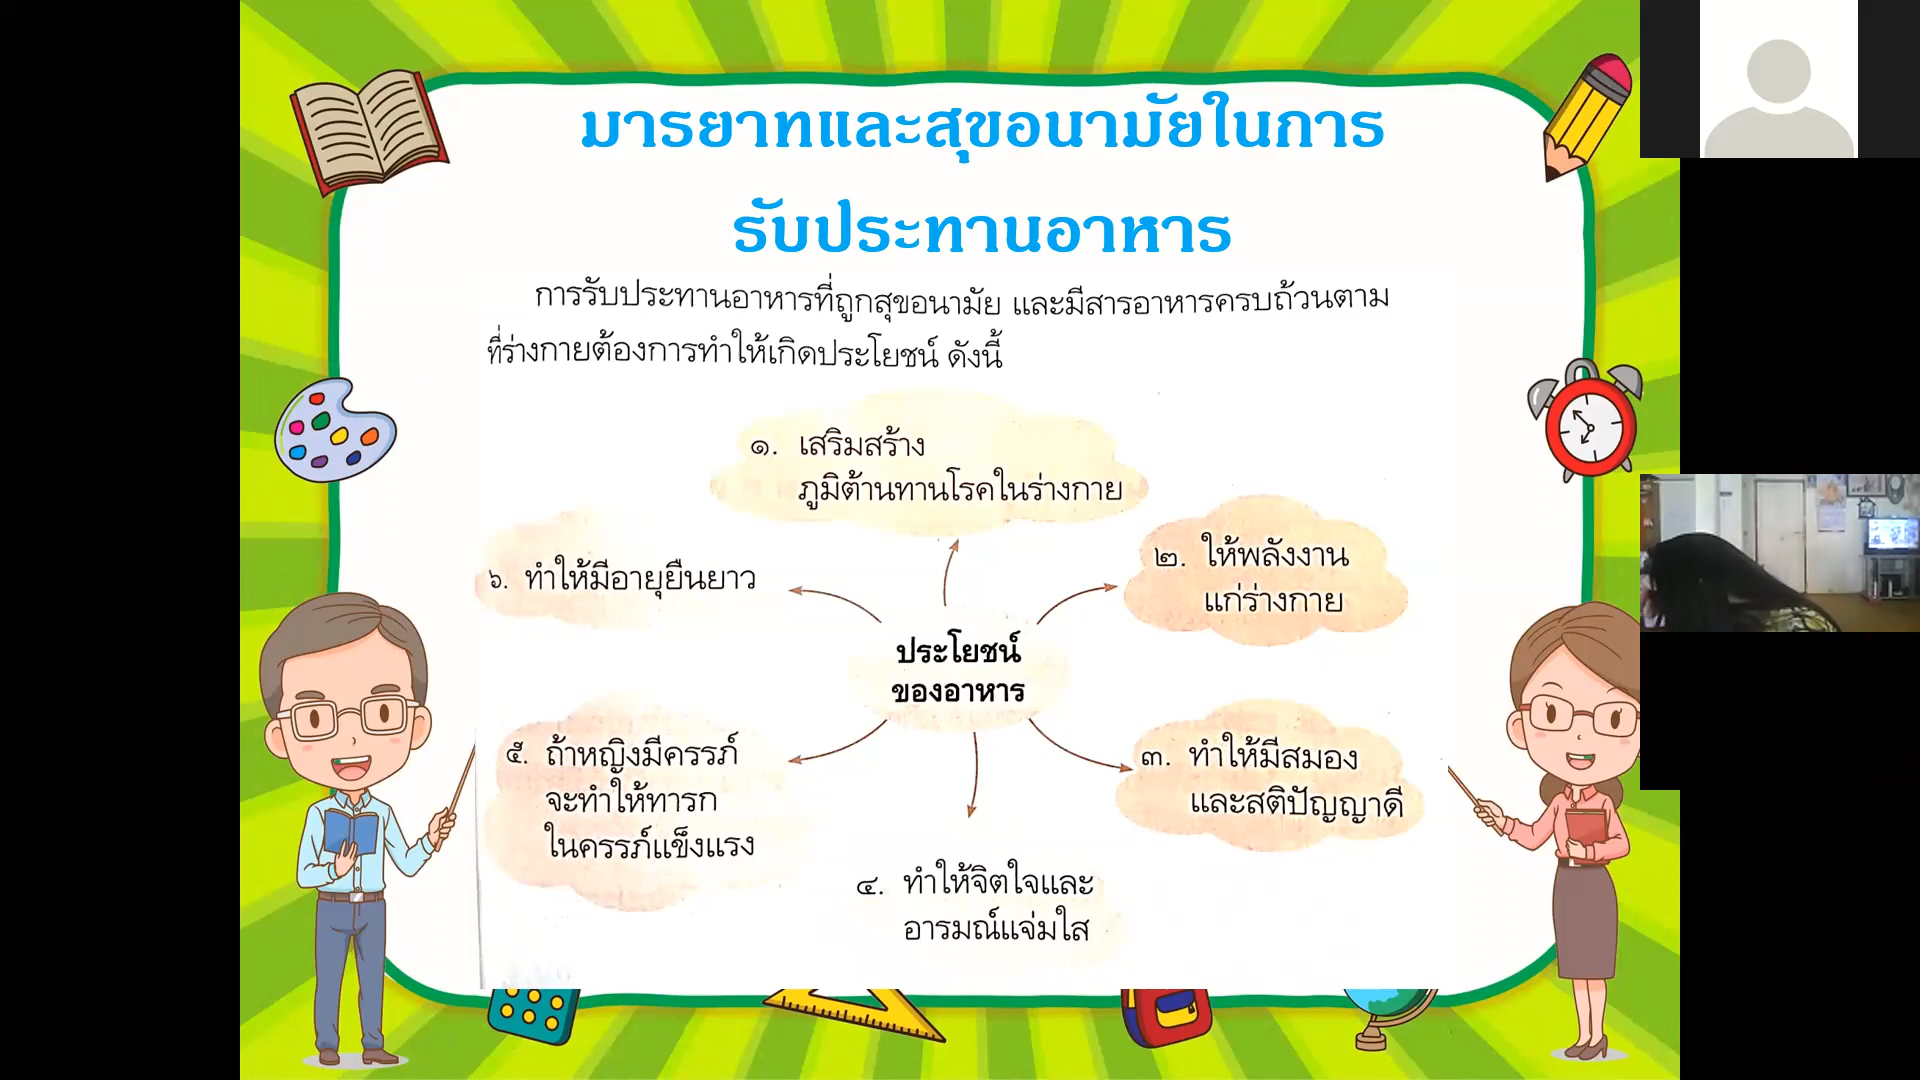 มารยาทและสุขอนามัยในการ
รับประทานอาหาร
การรับประทานอาหารที่ถูกสุขอนามัย และมีสารอาหารครบถ้วนตาม
ที่ร่างกายต้องการทำให้เกิดประโยชน์ ดังนี้
๑. เสริมสร้าง
ภูมิต้านทานโรคในร่างกาย
๒. ให้พลังงาน
แก่ร่างกาย
๖. ทำให้มีอายุยืนยาว
ประโยชน์
ของอาหาร
๓. ทำให้มีสมอง
และสติปัญญาดี
๕. ถ้าหญิงมีครรภ์
จะทำให้ทารก
ในครรภ์แข็งแรง
๔. ทำให้จิตใจและ
อารมณ์แจ่มใส